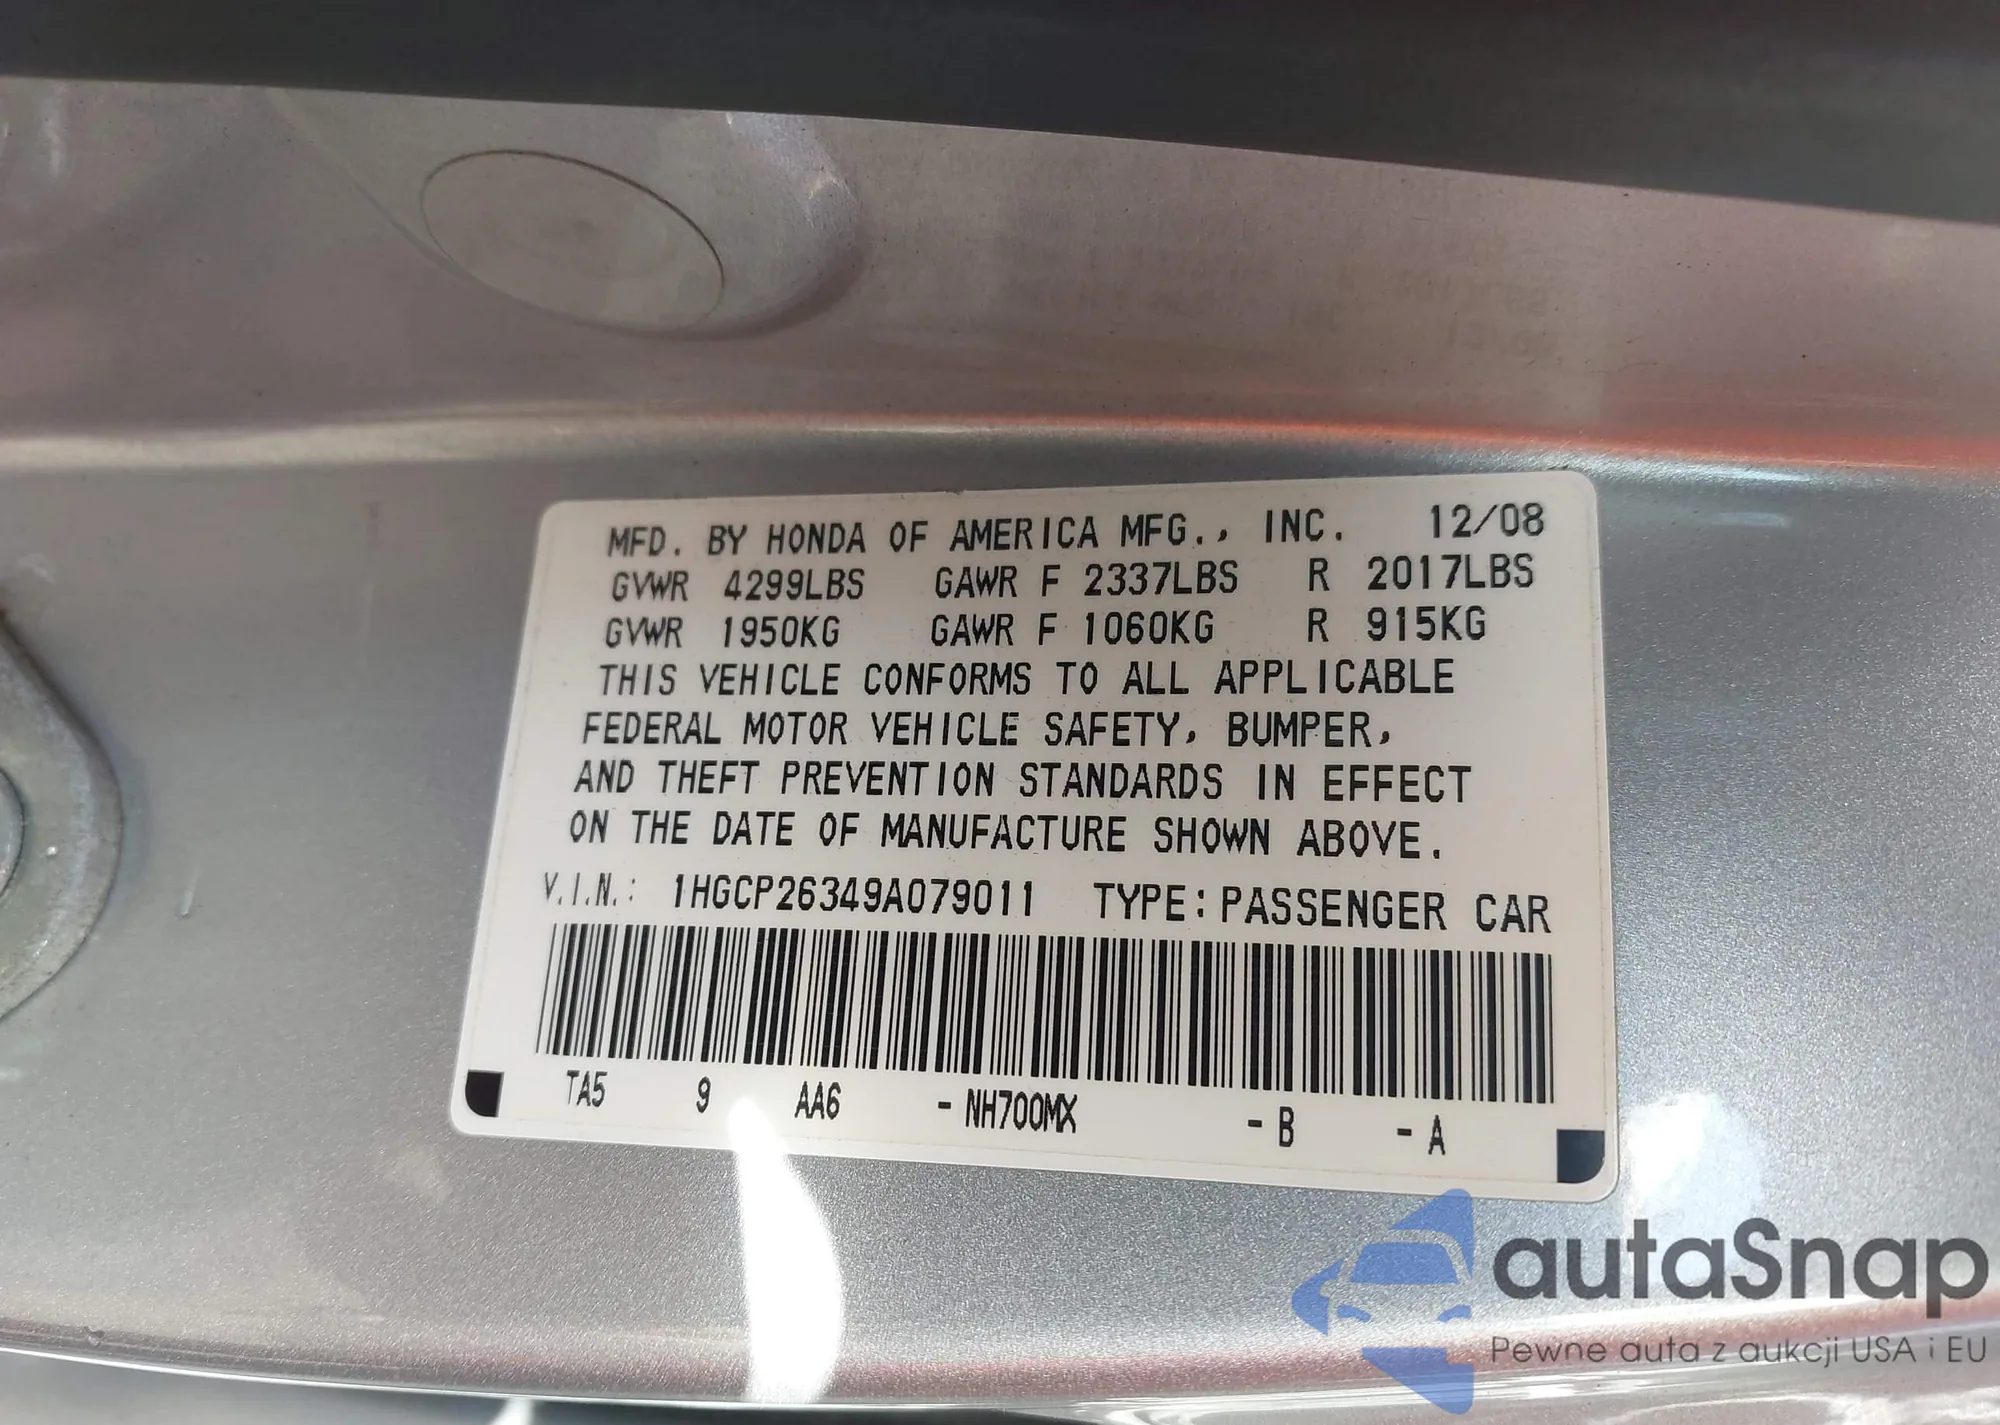 MFD. BY HONDA OF AMERICA MFG., INC. 12/08
GVWR 4299LBS GAWR F 2337LBS R 2017LBS
GVWR 1950KG GAWR F 1060KG R 915KG
THIS VEHICLE CONFORMS TO ALL APPLICABLE
FEDERAL MOTOR VEHICLE SAFETY, BUMPER,
AND THEFT PREVENTION STANDARDS IN EFFECT
ON THE DATE OF MANUFACTURE SHOWN ABOVE.
V.I.N.: 1HGCP26349A079011 TYPE: PASSENGER CAR
TA5 9 AA6 - NH700MX - B - A
autaSnap
Pewne auta z aukcji USA i EU